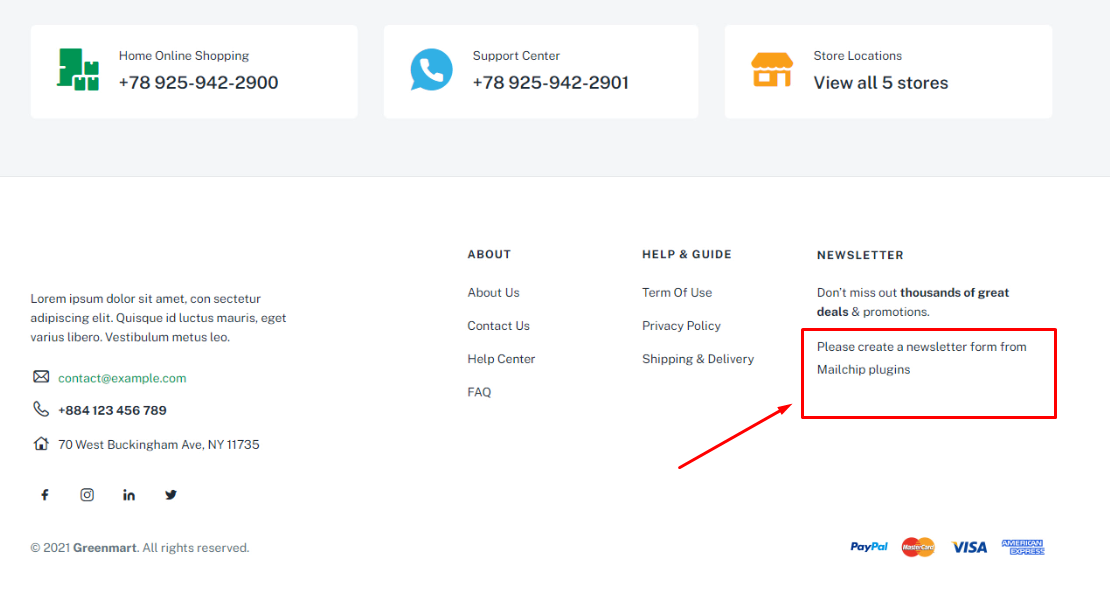 Home Online Shopping
+78 925-942-2900
Support Center
+78 925-942-2901
Store Locations
View all 5 stores
Lorem ipsum dolor sit amet, con sectetur
adipiscing elit. Quisque id luctus mauris, eget
varius libero. Vestibulum metus leo.
contact@example.com
+884 123 456 789
70 West Buckingham Ave, NY 11735
ABOUT
About Us
Contact Us
Help Center
FAQ
HELP & GUIDE
Term Of Use
Privacy Policy
Shipping & Delivery
NEWSLETTER
Don't miss out thousands of great
deals & promotions.
Please create a newsletter form from
Mailchip plugins
© 2021 Greenmart. All rights reserved.
PayPal
MasterCard
VISA
AMERICAN
EXPRESS